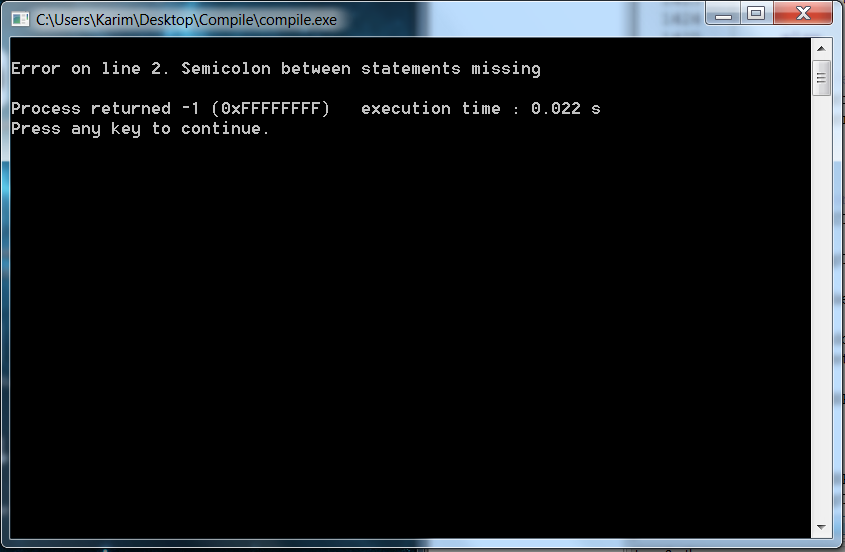 C:\Users\Karim\Desktop\Compile\compile.exe
Error on line 2. Semicolon between statements missing
Process returned -1 (0xFFFFFFFF)   execution time : 0.022 s
Press any key to continue.